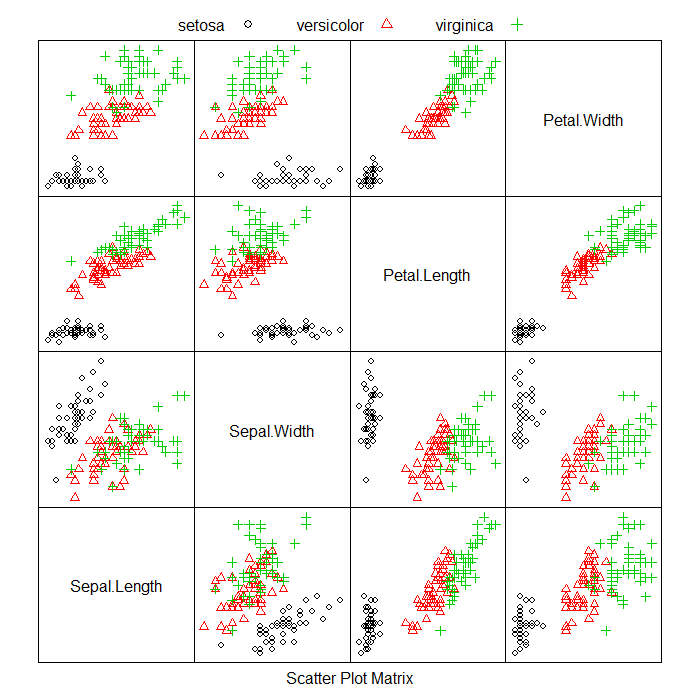 setosa versicolor virginica
Petal.Width
Petal.Length
Sepal.Width
Sepal.Length
Scatter Plot Matrix